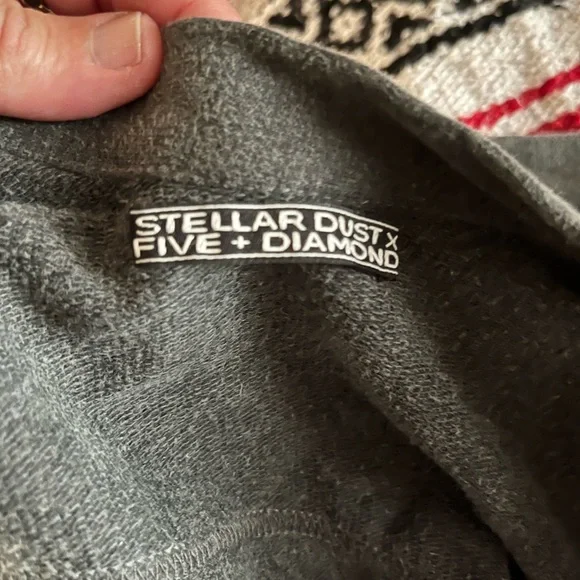 STELLAR DUST X
FIVE + DIAMOND